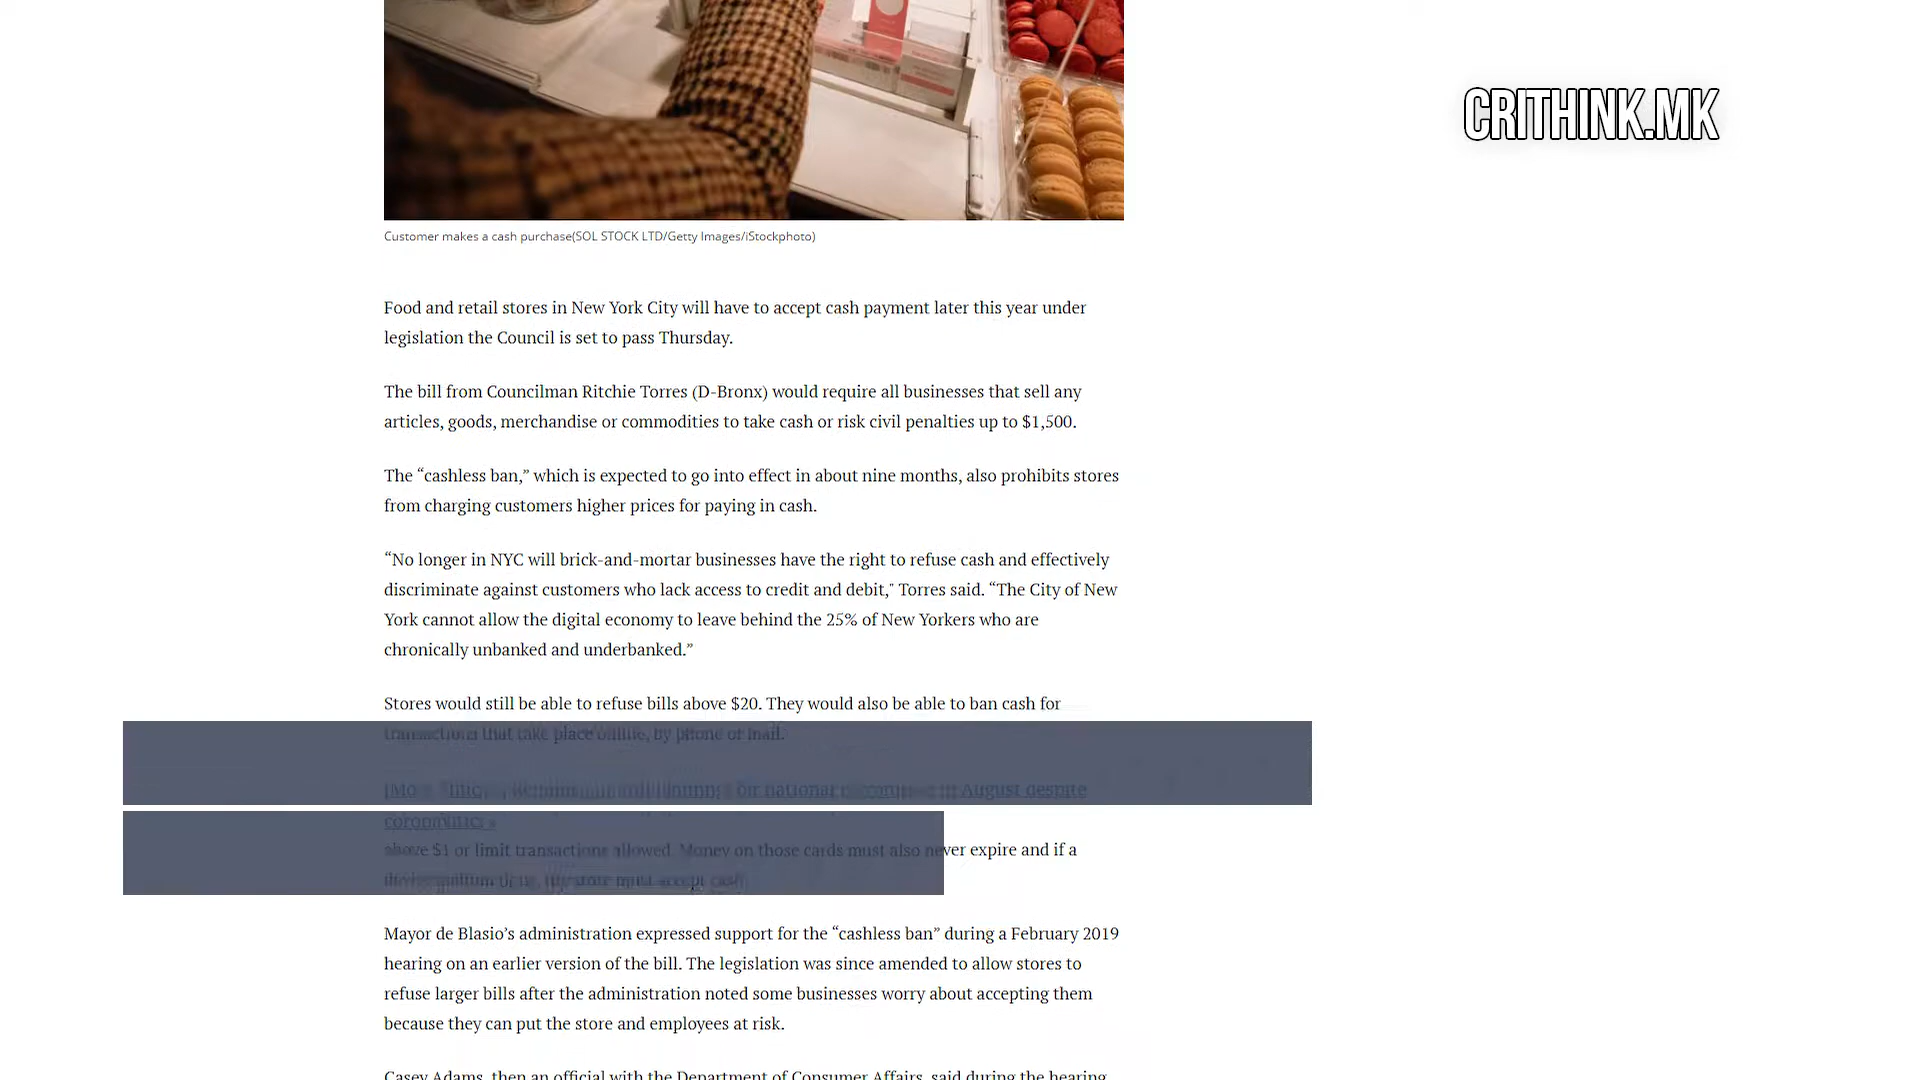 CRITHINK.MK
Customer makes a cash purchase(SOL STOCK LTD/Getty Images/iStockphoto)
Food and retail stores in New York City will have to accept cash payment later this year under
legislation the Council is set to pass Thursday.
The bill from Councilman Ritchie Torres (D-Bronx) would require all businesses that sell any
articles, goods, merchandise or commodities to take cash or risk civil penalties up to $1,500.
The “cashless ban,” which is expected to go into effect in about nine months, also prohibits stores
from charging customers higher prices for paying in cash.
“No longer in NYC will brick-and-mortar businesses have the right to refuse cash and effectively
discriminate against customers who lack access to credit and debit," Torres said. “The City of New
York cannot allow the digital economy to leave behind the 25% of New Yorkers who are
chronically unbanked and underbanked.”
Stores would still be able to refuse bills above $20. They would also be able to ban cash for
transactions that take place online, by phone or mail.
for national August despite
above $1 or limit transactions allowed. Money on those cards must also never expire and if a
store must accept cash.
Mayor de Blasio’s administration expressed support for the “cashless ban” during a February 2019
hearing on an earlier version of the bill. The legislation was since amended to allow stores to
refuse larger bills after the administration noted some businesses worry about accepting them
because they can put the store and employees at risk.
Casey Adams, then an official with the Department of Consumer Affairs, said during the hearing